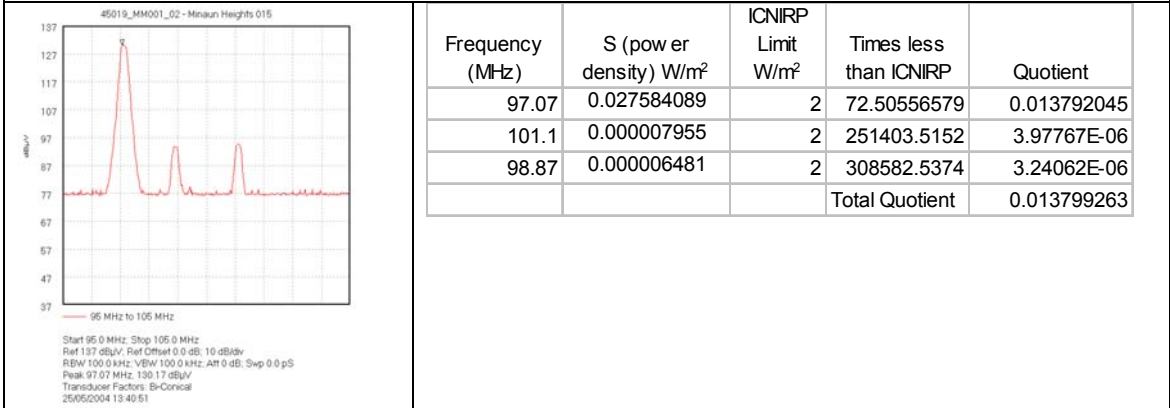 45019_MM001_02 - Minaun Heights 015
137
127
117
107
97
87
77
67
57
47
37
dBµV
95 MHz to 105 MHz
Start 95.0 MHz; Stop 105.0 MHz
Ref 137 dBµV; Ref Offset 0.0 dB; 10 dB/div
RBW 100.0 kHz; VBW 100.0 kHz; Att 0 dB; Swp 0.0 pS
Peak 97.07 MHz, 130.17 dBµV
Transducer Factors: Bi-Conical
25/05/2004 13:40:51
Frequency (MHz) S (pow er density) W/m² ICNIRP Limit W/m² Times less than ICNIRP Quotient
97.07 0.027584089 2 72.50556579 0.013792045
101.1 0.000007955 2 251403.5152 3.97767E-06
98.87 0.000006481 2 308582.5374 3.24062E-06
Total Quotient 0.013799263